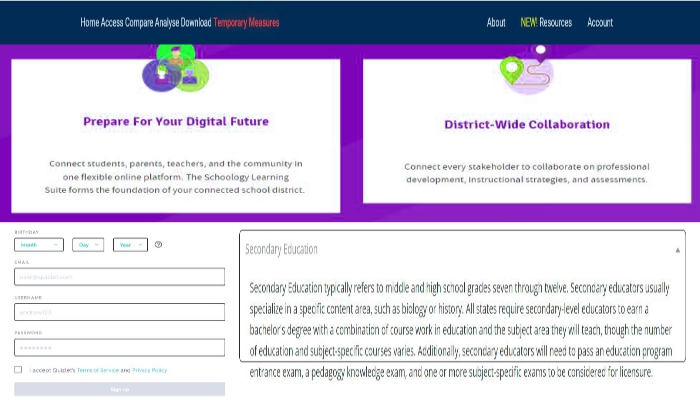 Home Access Compare Analyse Download Temporary Measures
About NEW! Resources Account
Prepare For Your Digital Future
Connect students, parents, teachers, and the community in
one flexible online platform. The Schoology Learning
Suite forms the foundation of your connected school district.
District-Wide Collaboration
Connect every stakeholder to collaborate on professional
development, instructional strategies, and assessments.
BIRTHDAY
Month Day Year
EMAIL
USERNAME
andrew123
PASSWORD
I accept Quizlet's Terms of Service and Privacy Policy
Sign up
Secondary Education
Secondary Education typically refers to middle and high school grades seven through twelve. Secondary educators usually
specialize in a specific content area, such as biology or history. All states require secondary-level educators to earn a
bachelor's degree with a combination of course work in education and the subject area they will teach, though the number
of education and subject-specific courses varies. Additionally, secondary educators will need to pass an education program
entrance exam, a pedagogy knowledge exam, and one or more subject-specific exams to be considered for licensure.